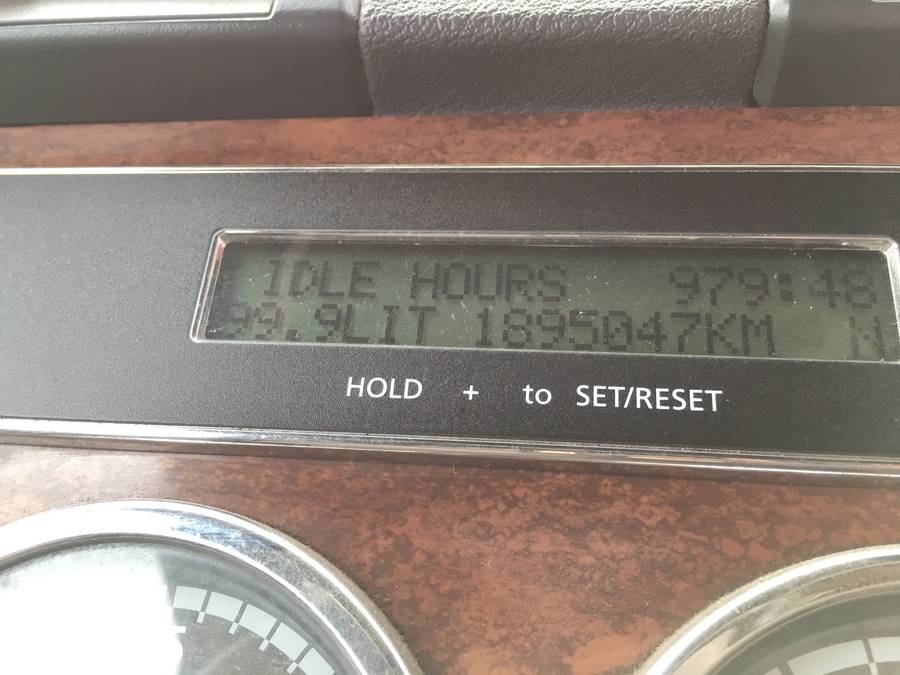 IDLE HOURS 979:48
99.9LIT 1895047KM N
HOLD + to SET/RESET